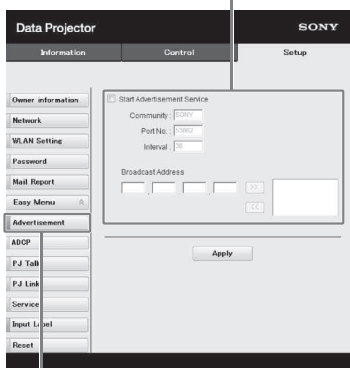 Data Projector
SONY
Information
Control
Setup
Owner information
Network
WLAN Setting
Password
Mail Report
Easy Menu
Advertisement
ADCP
PJ Talk
PJ Link
Service
Input Label
Reset
Start Advertisement Service
Community : SONY
Port No. : 53862
Interval : 30
Broadcast Address
. . .
>>
<<
Apply